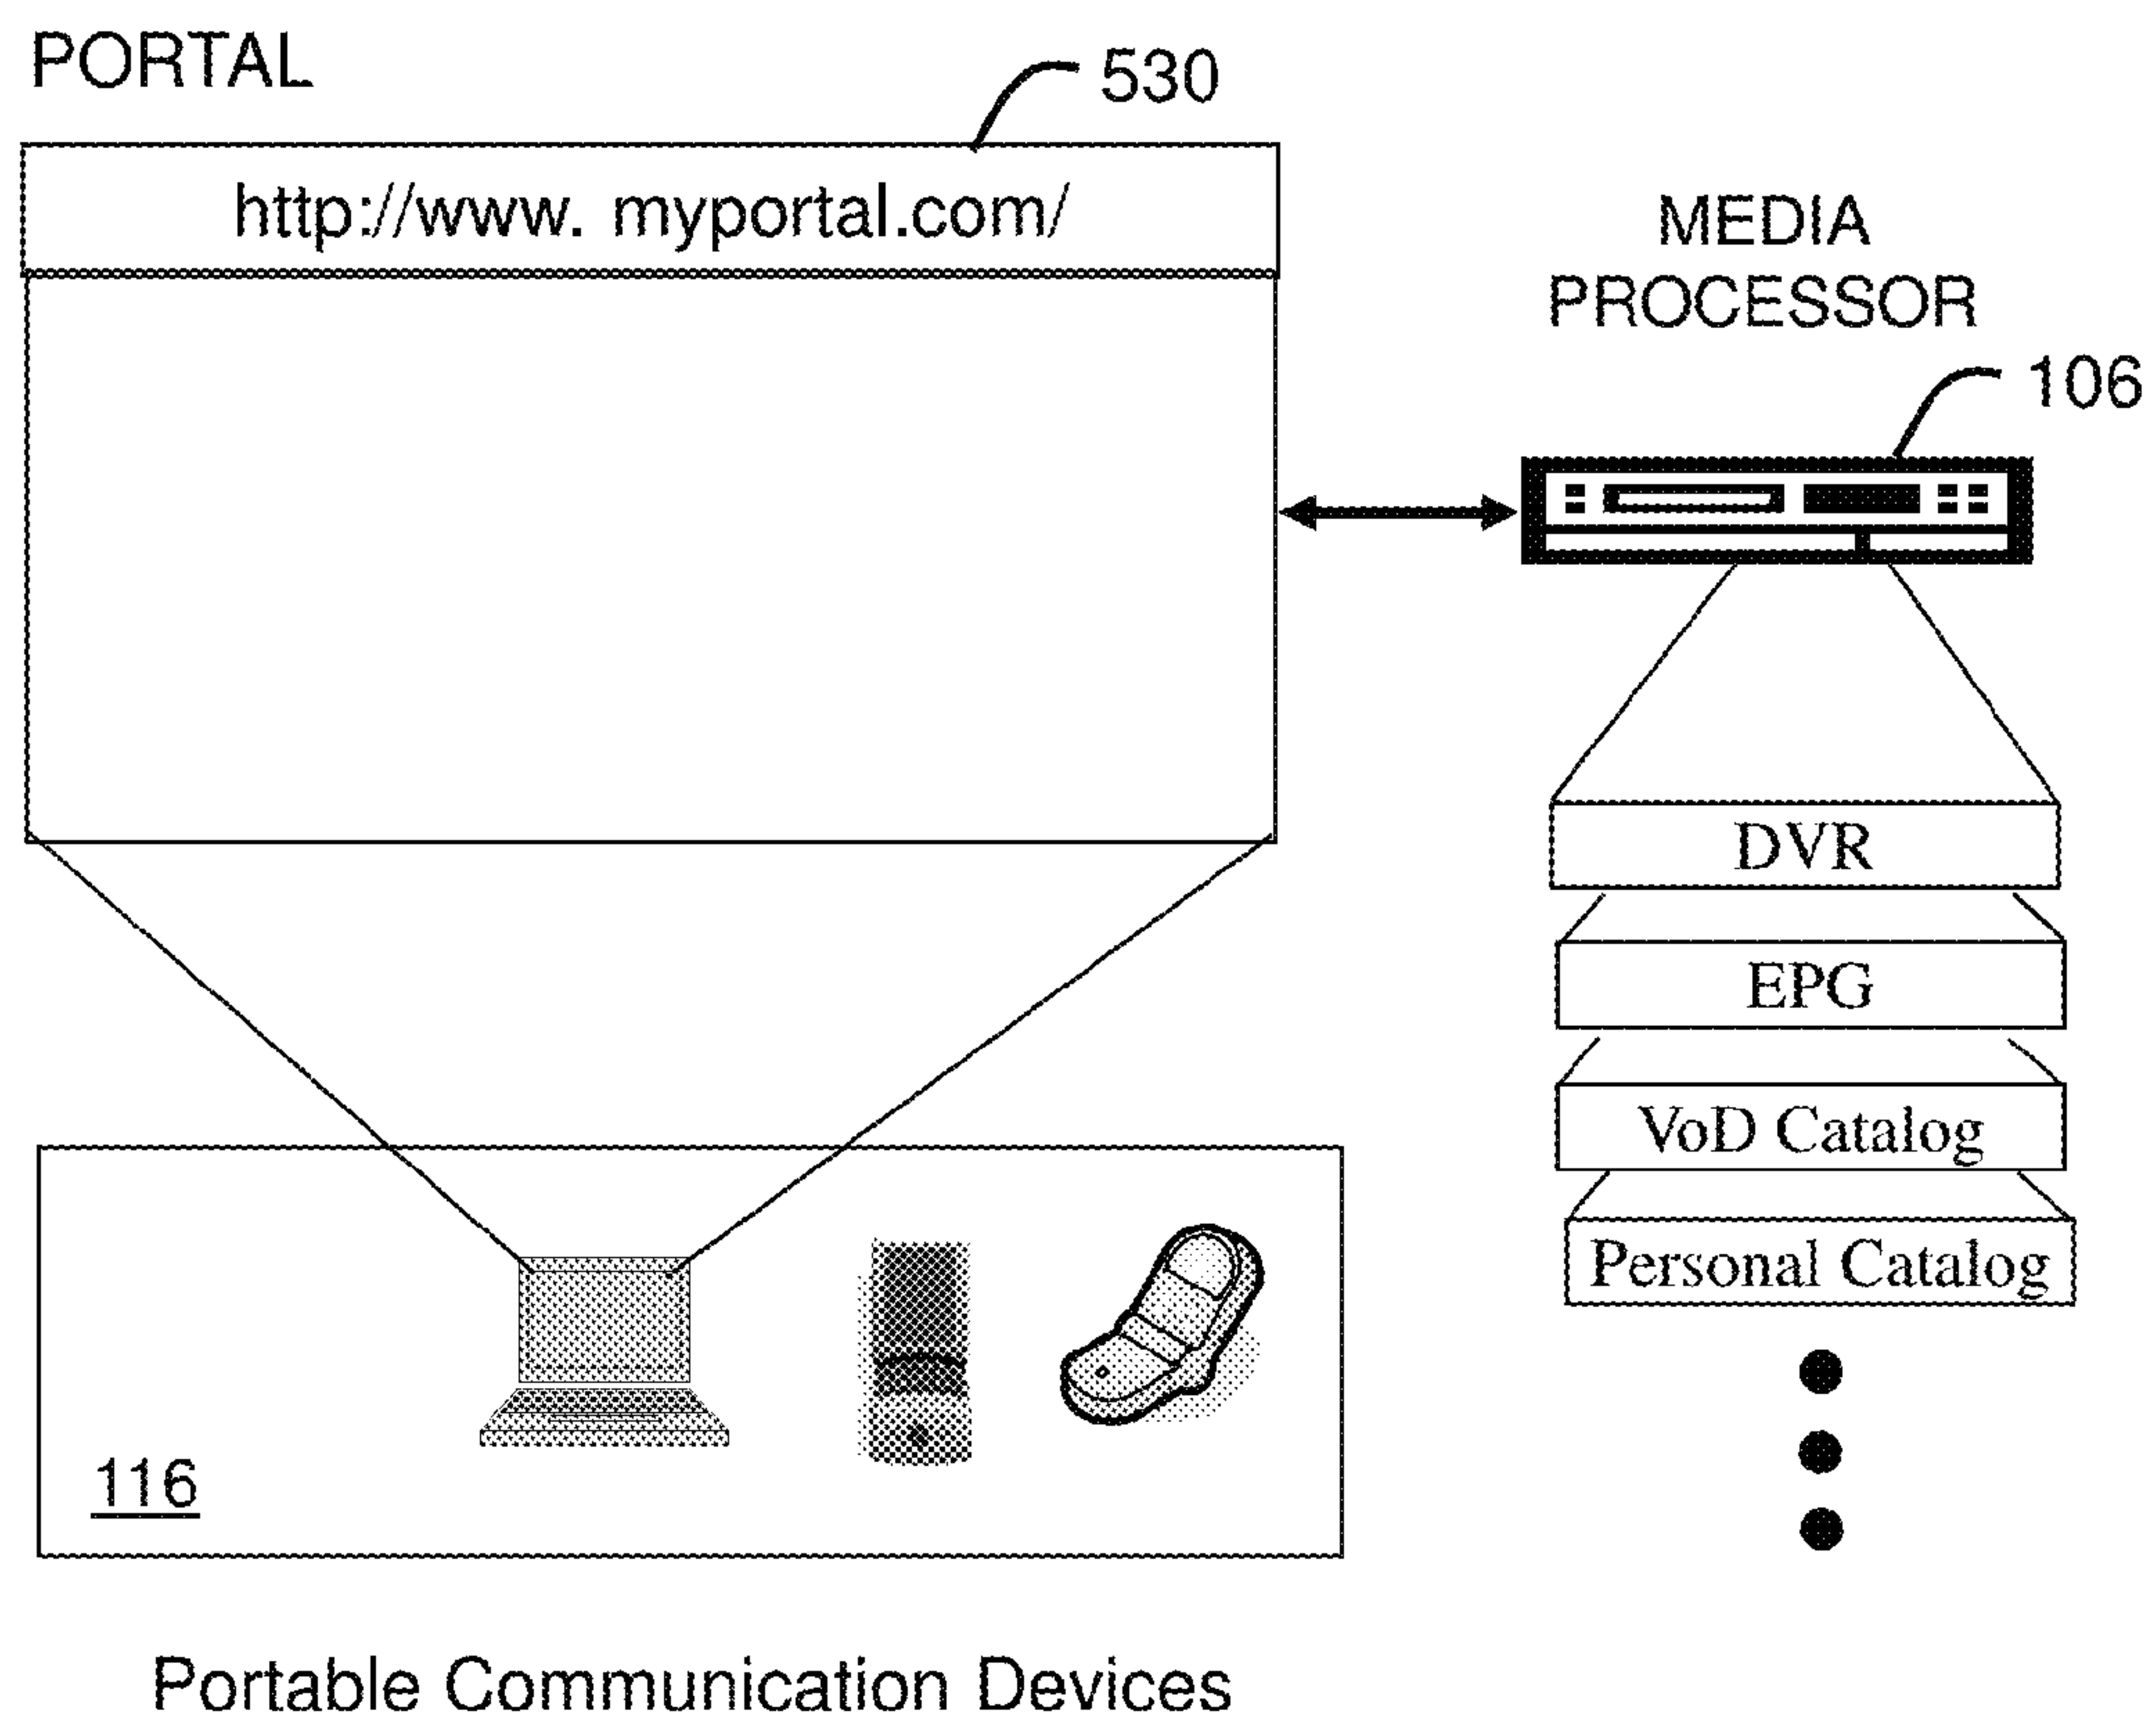 PORTAL
530
http://www. myportal.com/
MEDIA
PROCESSOR
106
DVR
EPG
VoD Catalog
Personal Catalog
116
Portable Communication Devices